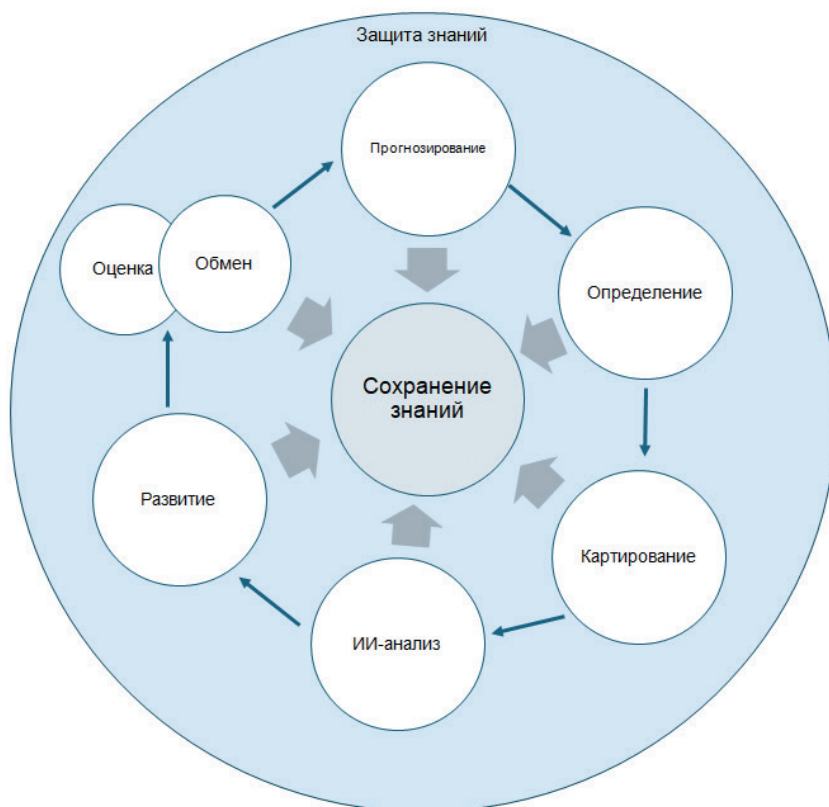 Защита знаний
Прогнозирование
Оценка
Обмен
Определение
Сохранение
знаний
Развитие
Картирование
ИИ-анализ